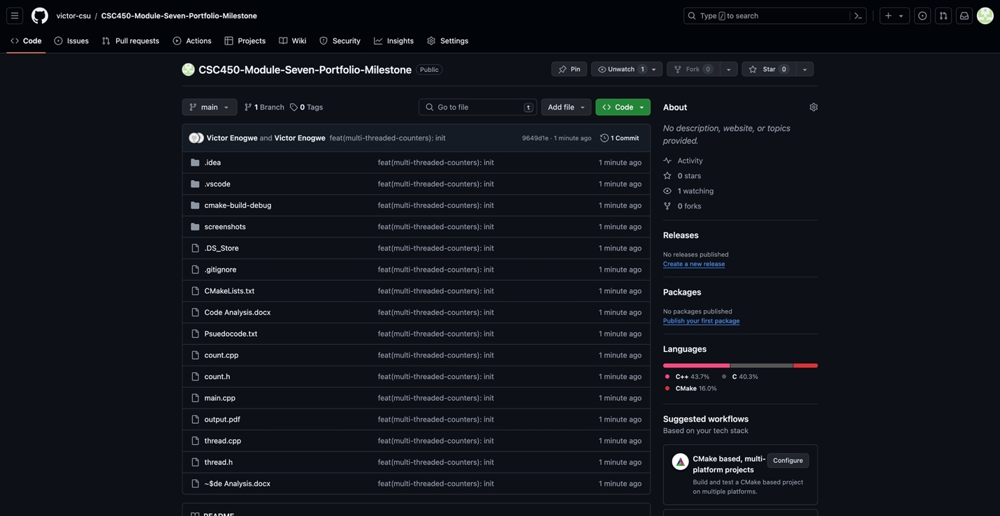 victor-csu / CSC450-Module-Seven-Portfolio-Milestone
Type / to search
Code Issues Pull requests Actions Projects Wiki Security Insights Settings
CSC450-Module-Seven-Portfolio-Milestone Public
Pin Unwatch 1 Fork 0 Star 0
main 1 Branch 0 Tags Go to file t Add file Code
Victor Enogwe and Victor Enogwe feat(multi-threaded-counters): init 9649d1e · 1 minute ago 1 Commit
.idea feat(multi-threaded-counters): init 1 minute ago
.vscode feat(multi-threaded-counters): init 1 minute ago
cmake-build-debug feat(multi-threaded-counters): init 1 minute ago
screenshots feat(multi-threaded-counters): init 1 minute ago
.DS_Store feat(multi-threaded-counters): init 1 minute ago
.gitignore feat(multi-threaded-counters): init 1 minute ago
CMakeLists.txt feat(multi-threaded-counters): init 1 minute ago
Code Analysis.docx feat(multi-threaded-counters): init 1 minute ago
Psuedocode.txt feat(multi-threaded-counters): init 1 minute ago
count.cpp feat(multi-threaded-counters): init 1 minute ago
count.h feat(multi-threaded-counters): init 1 minute ago
main.cpp feat(multi-threaded-counters): init 1 minute ago
output.pdf feat(multi-threaded-counters): init 1 minute ago
thread.cpp feat(multi-threaded-counters): init 1 minute ago
thread.h feat(multi-threaded-counters): init 1 minute ago
~$de Analysis.docx feat(multi-threaded-counters): init 1 minute ago
README
About
No description, website, or topics
provided.
Activity
0 stars
1 watching
0 forks
Releases
No releases published
Create a new release
Packages
No packages published
Publish your first package
Languages
C++ 43.7% C 40.3%
CMake 16.0%
Suggested workflows
Based on your tech stack
CMake based, multi-
platform projects
Configure
Build and test a CMake based project
on multiple platforms.